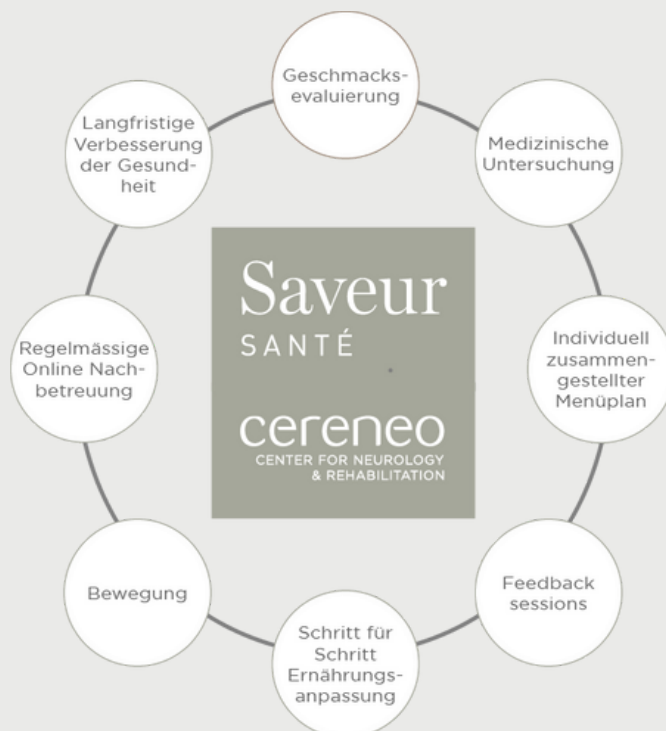 Geschmacks-
evaluierung
Medizinische
Untersuchung
Individuell
zusammen-
gestellter
Menüplan
Feedback
sessions
Schritt für
Schritt
Ernährungs-
anpassung
Bewegung
Regelmässige
Online Nach-
betreuung
Langfristige
Verbesserung
der Gesund-
heit
Saveur
SANTÉ
cereneo
CENTER FOR NEUROLOGY
& REHABILITATION